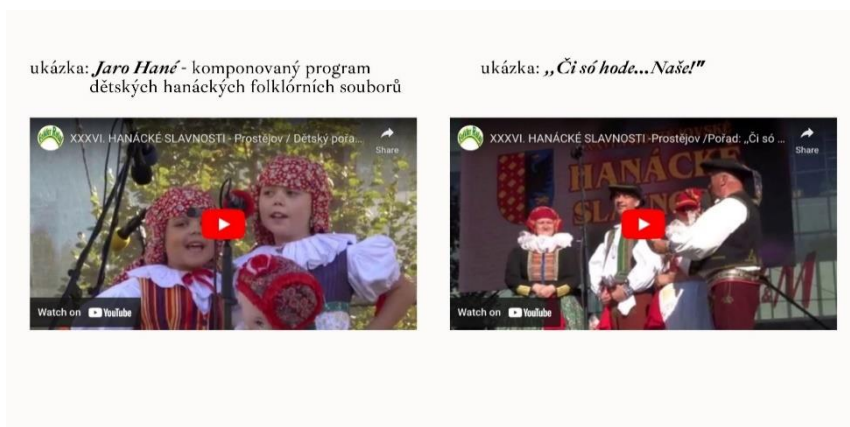 ukázka: Jaro Hané - komponovaný program
dětských hanáckých folklórních souborů
XXXVI. HANÁCKÉ SLAVNOSTI - Prostějov / Dětský pořa...
Share
Watch on YouTube
ukázka: ,,Či só hode...Naše!"
XXXVI. HANÁCKÉ SLAVNOSTI -Prostějov /Pořad: ,,Či só ...
Share
HANÁCKÉ
Watch on YouTube